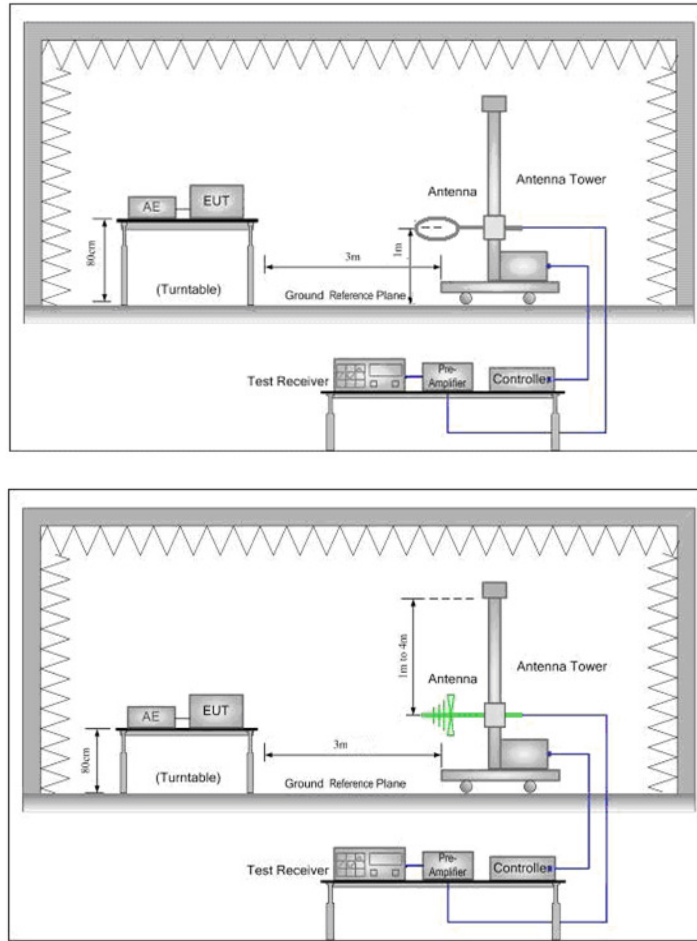 Antenna
Antenna Tower
AE
EUT
80cm
1m
3m
(Turntable)
Ground Reference Plane
Test Receiver
Pre-
Amplifier
Controller
1m to 4m
Antenna
Antenna Tower
AE
EUT
80cm
3m
(Turntable)
Ground Reference Plane
Test Receiver
Pre-
Amplifier
Controller